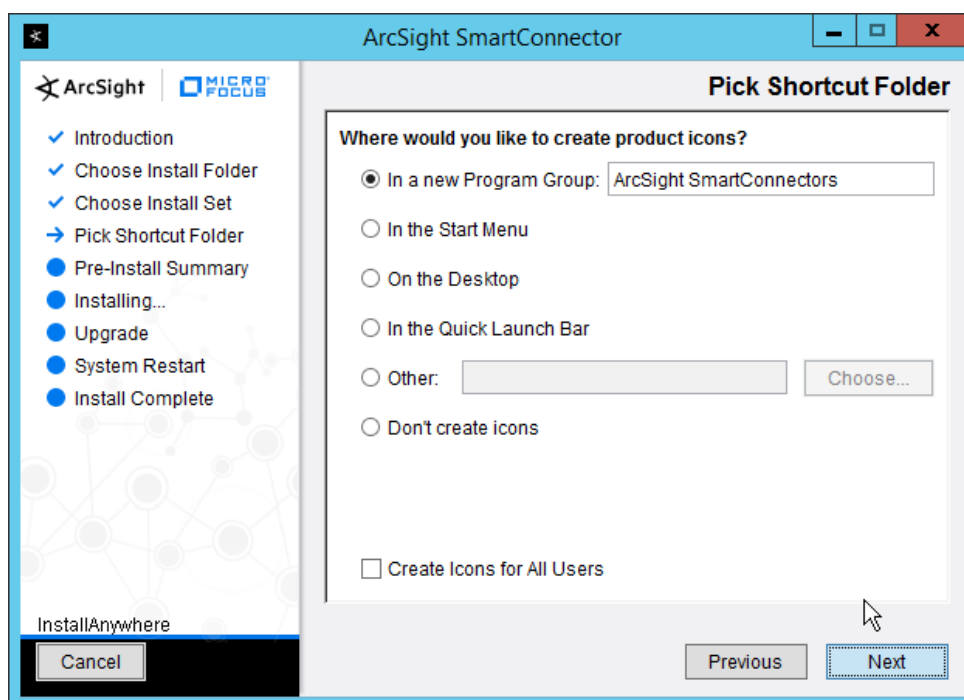 ArcSight SmartConnector
ArcSight MICRO FOCUS
Pick Shortcut Folder
Introduction
Choose Install Folder
Choose Install Set
Pick Shortcut Folder
Pre-Install Summary
Installing...
Upgrade
System Restart
Install Complete
Where would you like to create product icons?
In a new Program Group: ArcSight SmartConnectors
In the Start Menu
On the Desktop
In the Quick Launch Bar
Other: Choose...
Don't create icons
Create Icons for All Users
InstallAnywhere
Cancel Previous Next